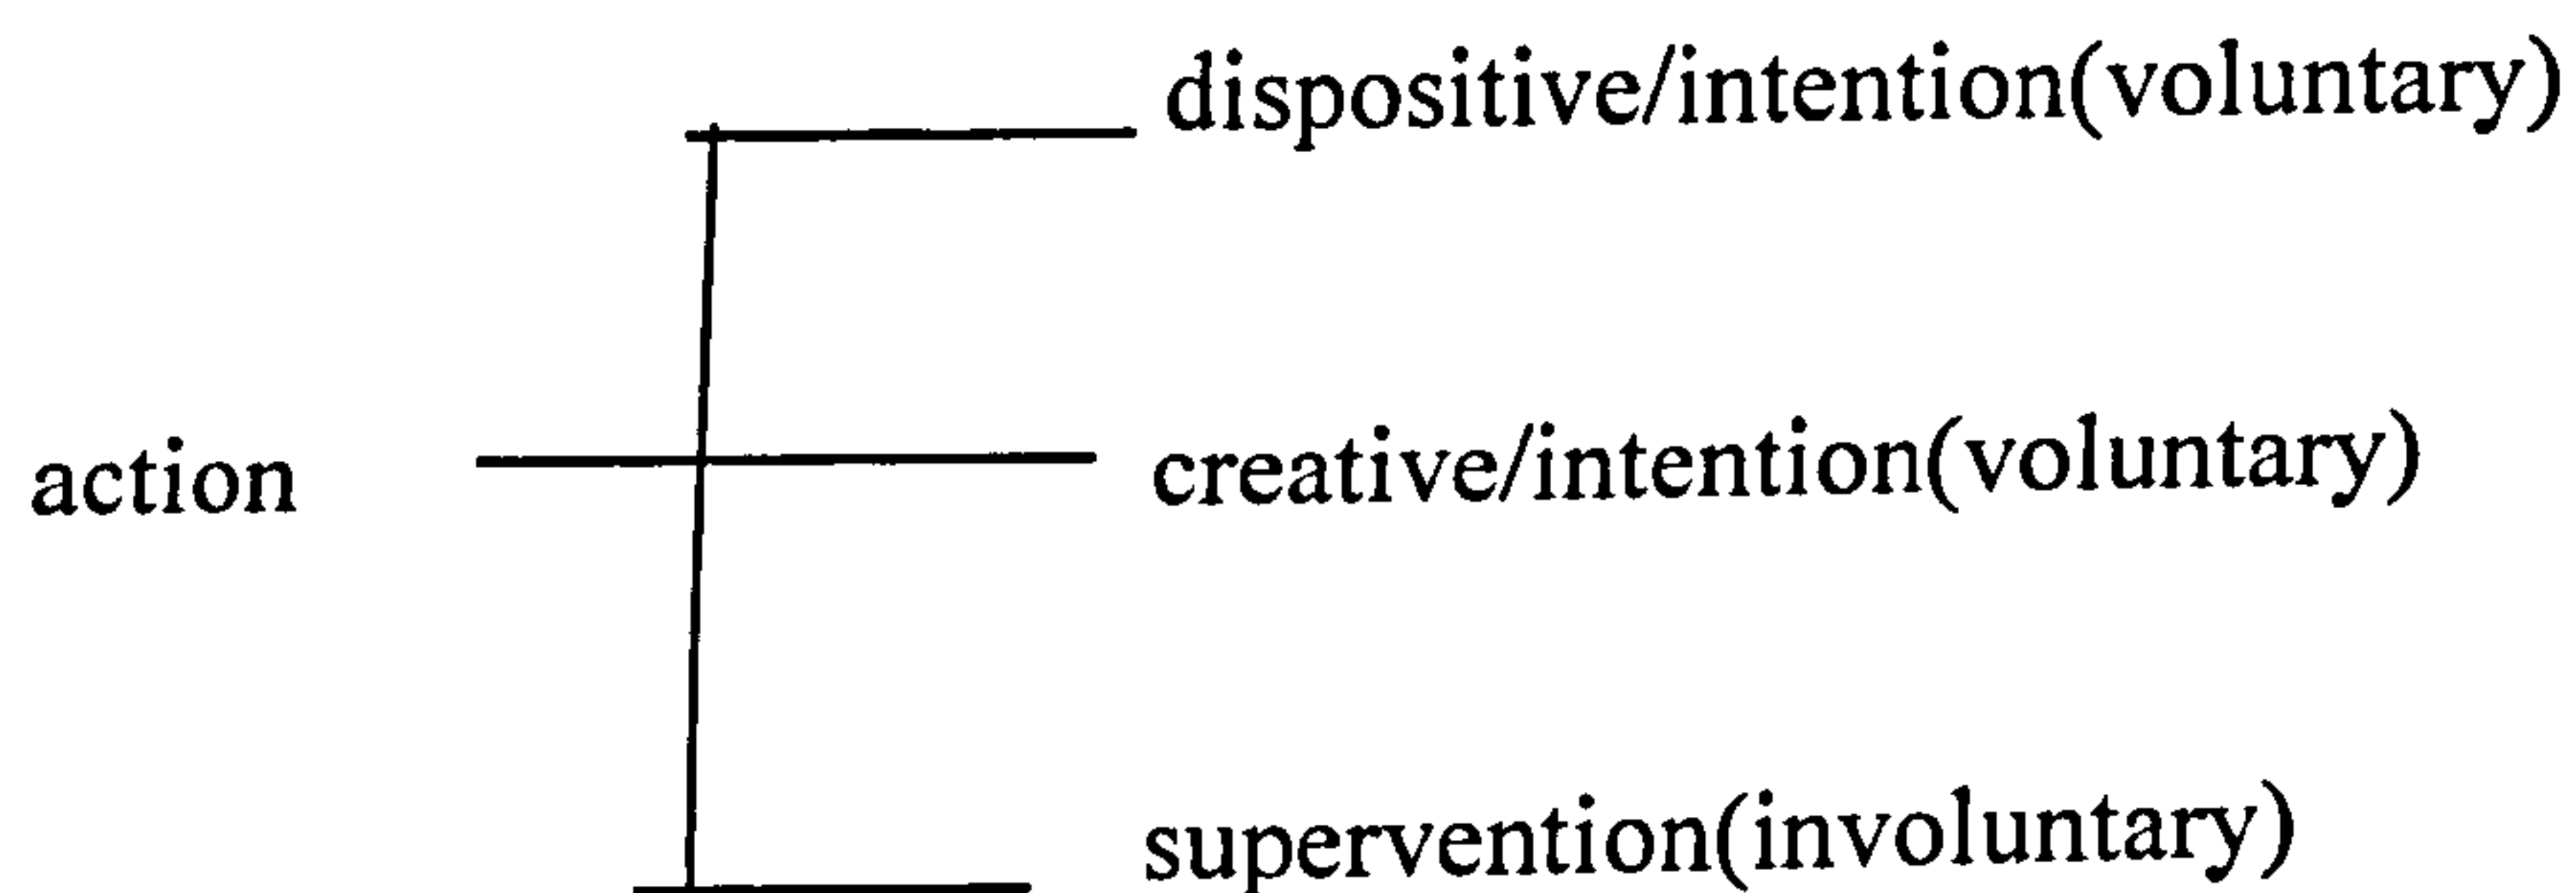 dispositive/intention(voluntary)
action
creative/intention(voluntary)
supervention(involuntary)